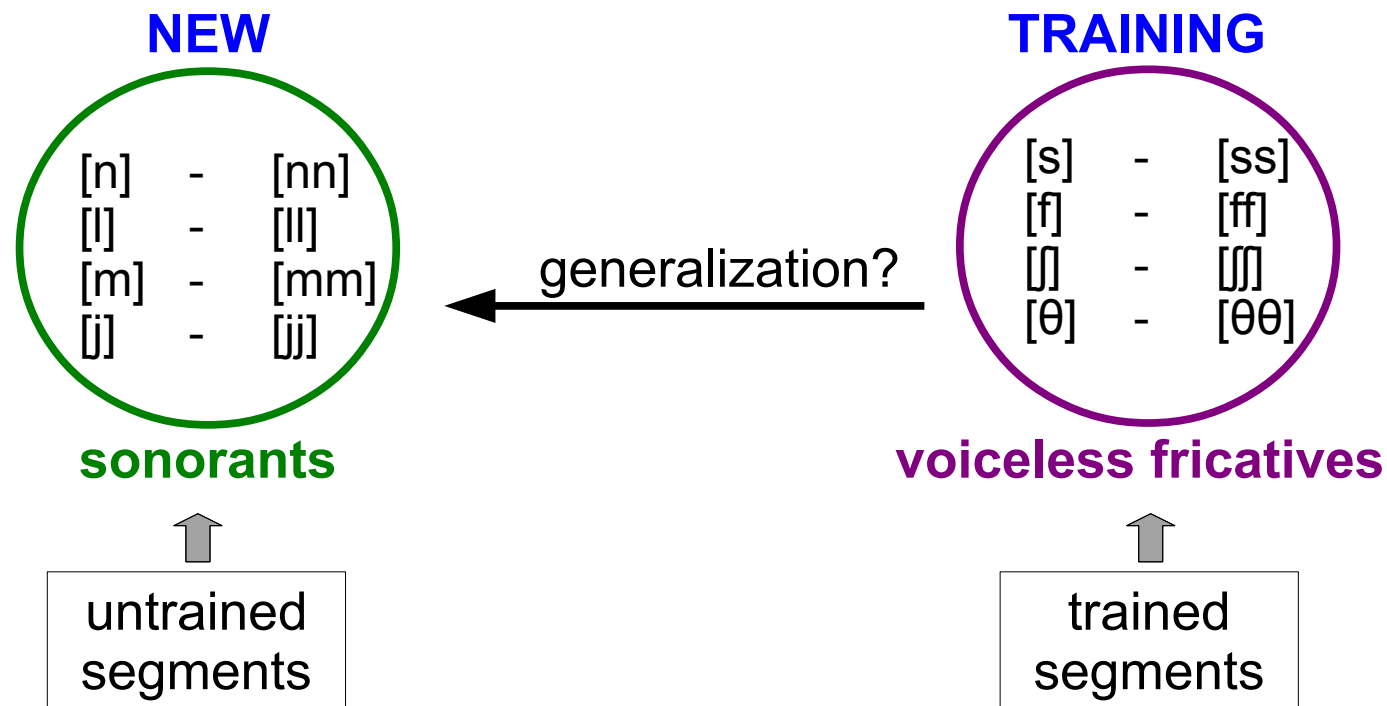 NEW
[n] - [nn]
[l] - [ll]
[m] - [mm]
[j] - [jj]
sonorants
untrained
segments
generalization?
TRAINING
[s] - [ss]
[f] - [ff]
[ʃ] - [ʃʃ]
[θ] - [θθ]
voiceless fricatives
trained
segments